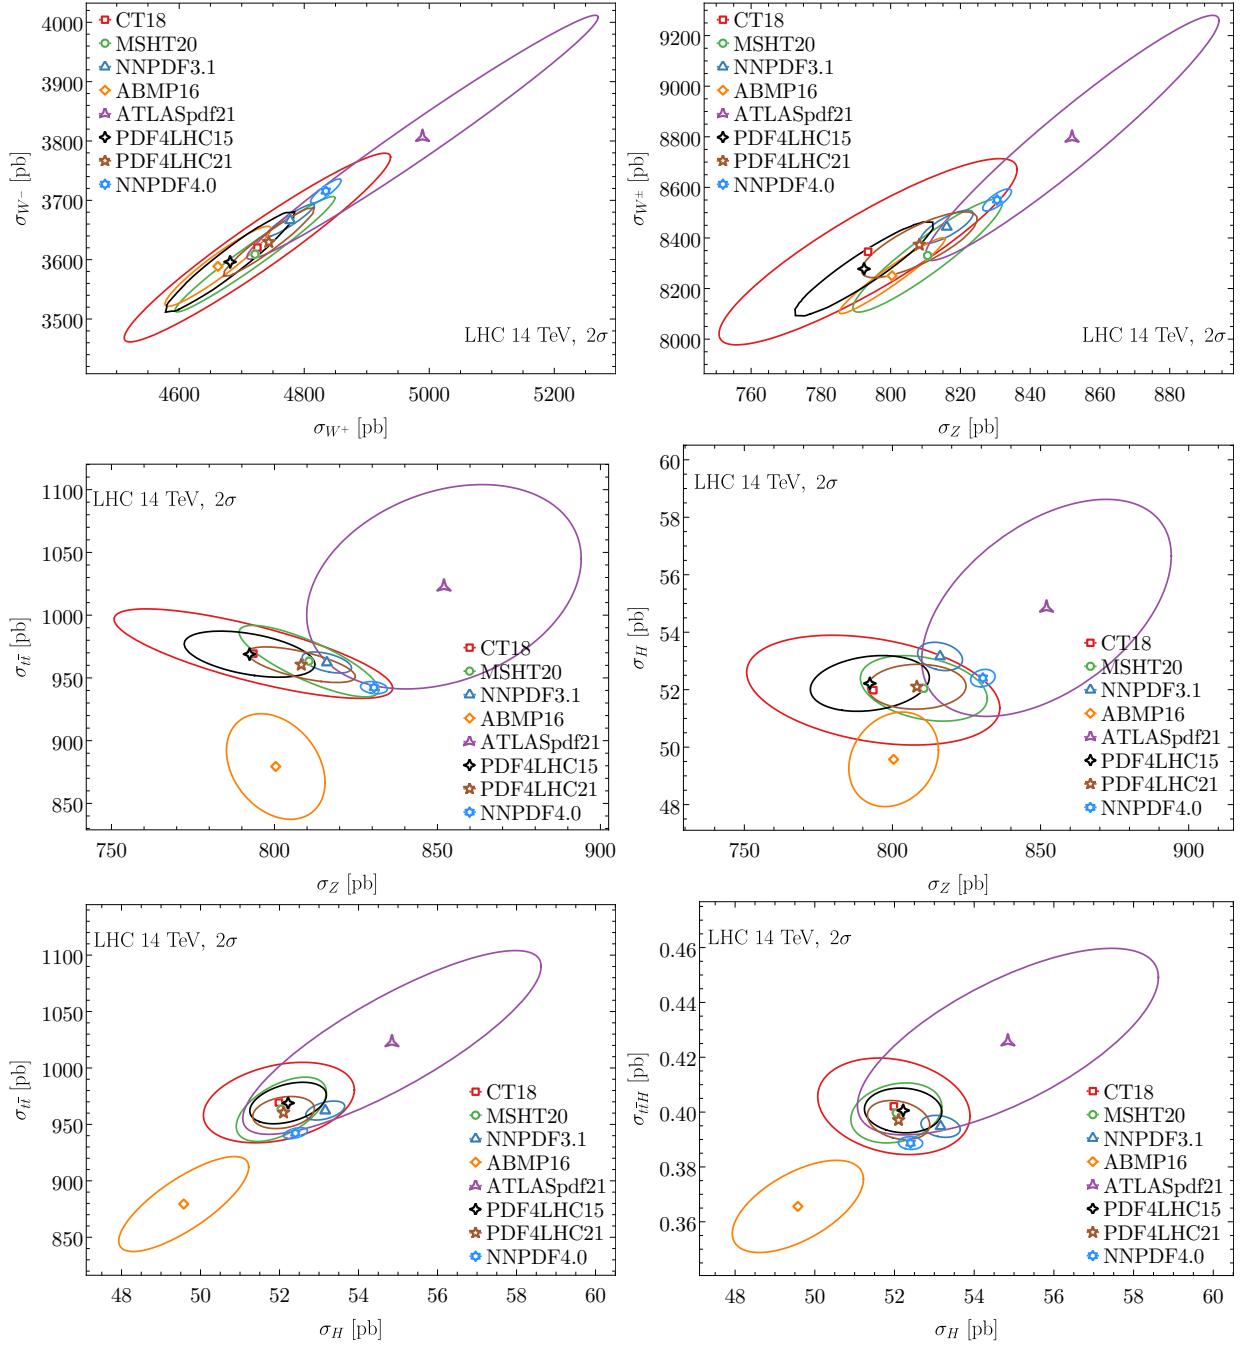 CT18
MSHT20
NNPDF3.1
ABMP16
ATLASpdf21
PDF4LHC15
PDF4LHC21
NNPDF4.0
LHC 14 TeV, 2σ
σ_{W^-} [pb]
4000
3900
3800
3700
3600
3500
4600 4800 5000 5200
σ_{W^+} [pb]
CT18
MSHT20
NNPDF3.1
ABMP16
ATLASpdf21
PDF4LHC15
PDF4LHC21
NNPDF4.0
LHC 14 TeV, 2σ
σ_{W^±} [pb]
9200
9000
8800
8600
8400
8200
8000
760 780 800 820 840 860 880
σ_Z [pb]
LHC 14 TeV, 2σ
CT18
MSHT20
NNPDF3.1
ABMP16
ATLASpdf21
PDF4LHC15
PDF4LHC21
NNPDF4.0
σ_{tt̄} [pb]
1100
1050
1000
950
900
850
750 800 850 900
σ_Z [pb]
LHC 14 TeV, 2σ
CT18
MSHT20
NNPDF3.1
ABMP16
ATLASpdf21
PDF4LHC15
PDF4LHC21
NNPDF4.0
σ_H [pb]
60
58
56
54
52
50
48
750 800 850 900
σ_Z [pb]
LHC 14 TeV, 2σ
CT18
MSHT20
NNPDF3.1
ABMP16
ATLASpdf21
PDF4LHC15
PDF4LHC21
NNPDF4.0
σ_{tt̄} [pb]
1100
1050
1000
950
900
850
48 50 52 54 56 58 60
σ_H [pb]
LHC 14 TeV, 2σ
CT18
MSHT20
NNPDF3.1
ABMP16
ATLASpdf21
PDF4LHC15
PDF4LHC21
NNPDF4.0
σ_{tt̄H} [pb]
0.46
0.44
0.42
0.40
0.38
0.36
48 50 52 54 56 58 60
σ_H [pb]